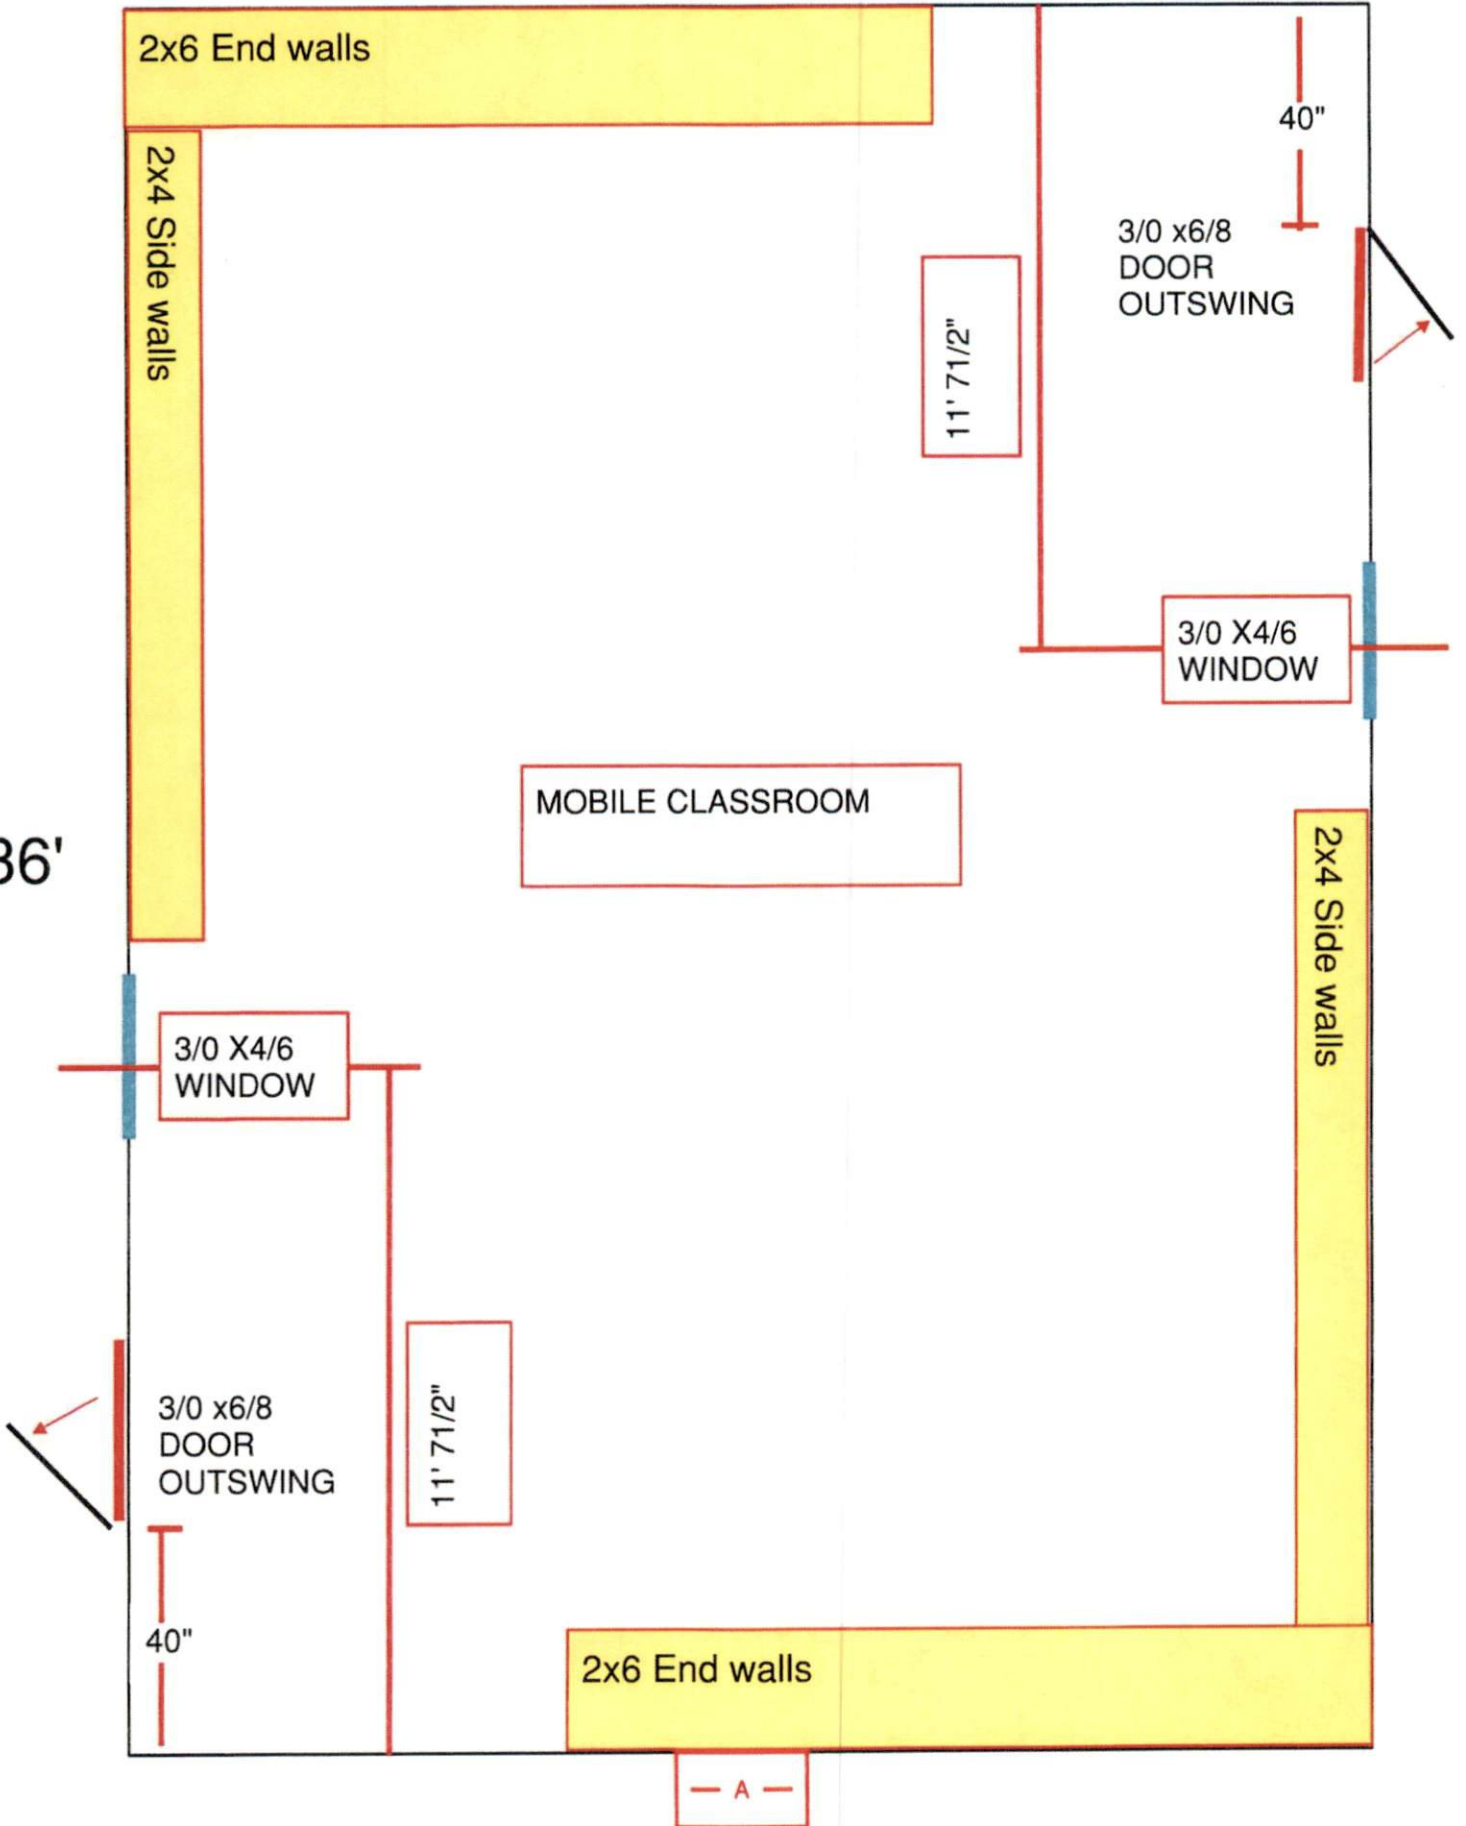 2x6 End walls
40"
2x4 Side walls
3/0 x6/8
DOOR
OUTSWING
11' 71/2"
3/0 X4/6
WINDOW
MOBILE CLASSROOM
36'
2x4 Side walls
3/0 X4/6
WINDOW
3/0 x6/8
DOOR
OUTSWING
11' 71/2"
40"
2x6 End walls
A